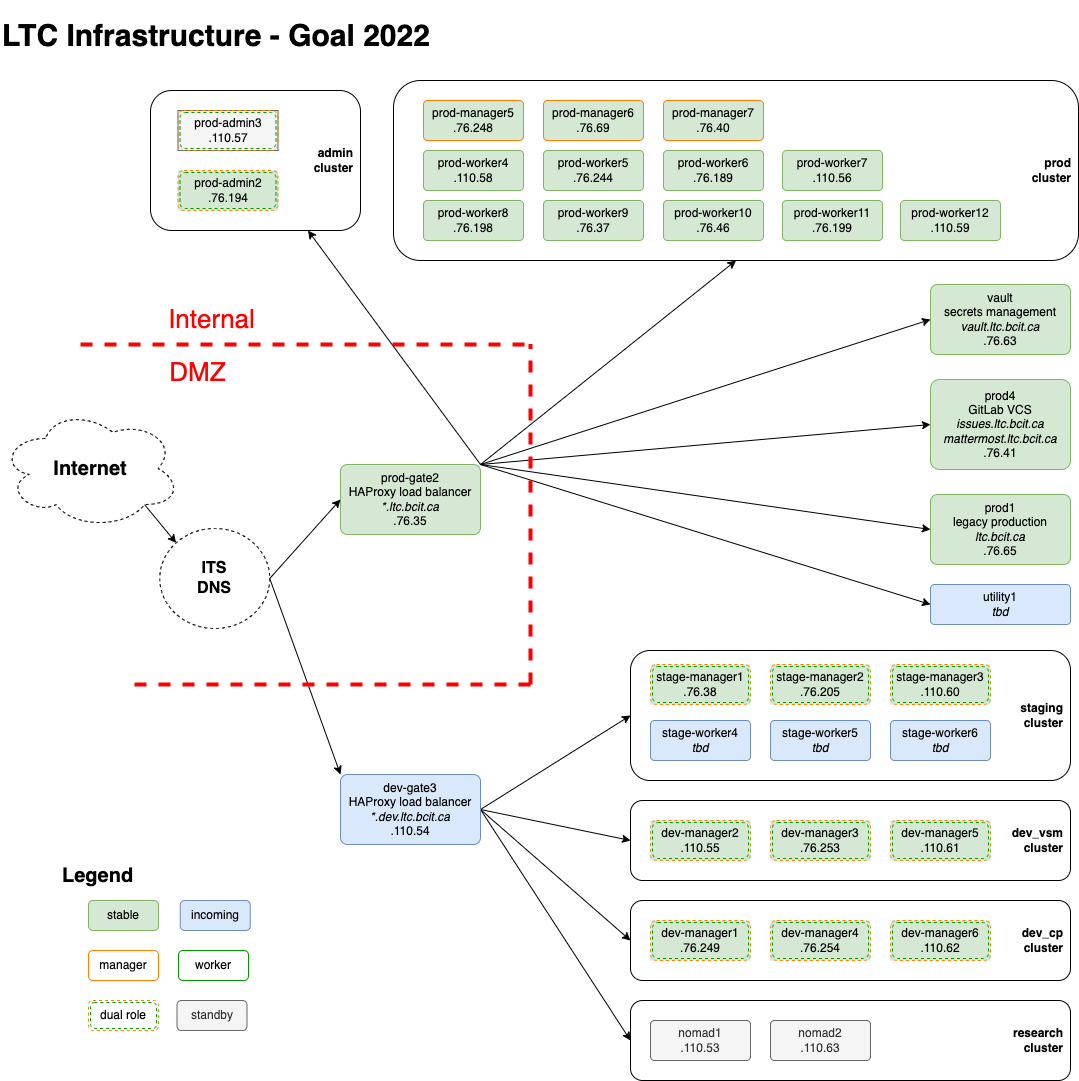 LTC Infrastructure - Goal 2022
prod-admin3
.110.57
prod-admin2
.76.194
admin
cluster
prod-manager5
.76.248
prod-manager6
.76.69
prod-manager7
.76.40
prod-worker4
.110.58
prod-worker5
.76.244
prod-worker6
.76.189
prod-worker7
.110.56
prod-worker8
.76.198
prod-worker9
.76.37
prod-worker10
.76.46
prod-worker11
.76.199
prod-worker12
.110.59
prod
cluster
Internal
DMZ
Internet
ITS
DNS
prod-gate2
HAProxy load balancer
*.ltc.bcit.ca
.76.35
vault
secrets management
vault.ltc.bcit.ca
.76.63
prod4
GitLab VCS
issues.ltc.bcit.ca
mattermost.ltc.bcit.ca
.76.41
prod1
legacy production
ltc.bcit.ca
.76.65
utility1
tbd
dev-gate3
HAProxy load balancer
*.dev.ltc.bcit.ca
.110.54
stage-manager1
.76.38
stage-manager2
.76.205
stage-manager3
.110.60
stage-worker4
tbd
stage-worker5
tbd
stage-worker6
tbd
staging
cluster
dev-manager2
.110.55
dev-manager3
.76.253
dev-manager5
.110.61
dev_vsm
cluster
dev-manager1
.76.249
dev-manager4
.76.254
dev-manager6
.110.62
dev_cp
cluster
nomad1
.110.53
nomad2
.110.63
research
cluster
Legend
stable
incoming
manager
worker
dual role
standby